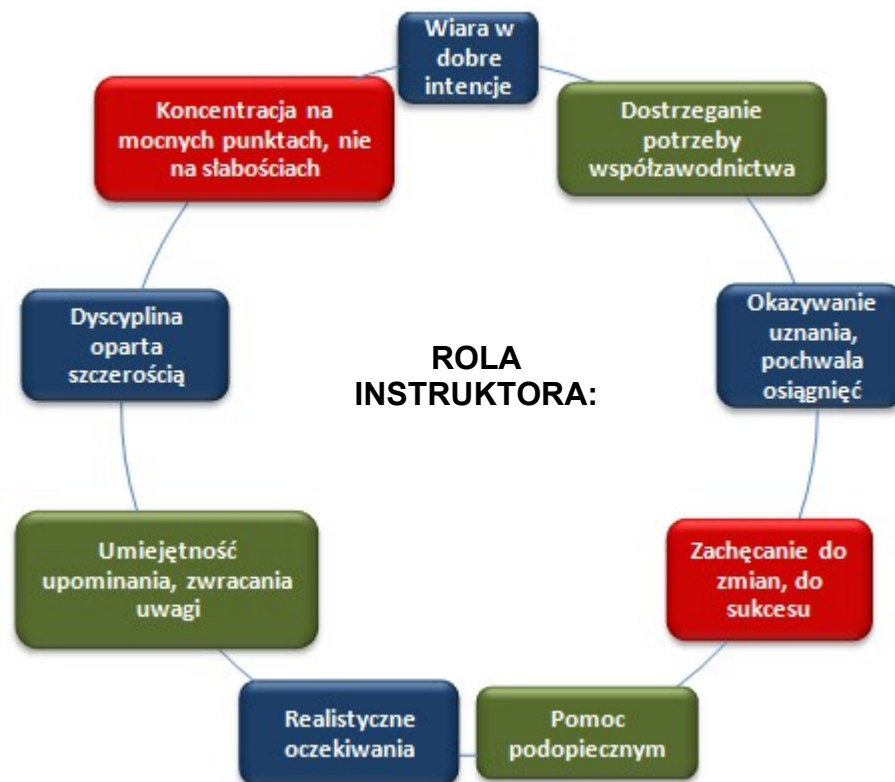 Wiara w
dobre
intencje
Dostrzeganie
potrzeby
współzawodnictwa
Okazywanie
uznania,
pochwala
osiągnięć
Zachęcanie do
zmian, do
sukcesu
Pomoc
podopiecznym
Realistyczne
oczekiwania
Umiejętność
upominania, zwracania
uwagi
Dyscyplina
oparta
szczerością
Koncentracja na
mocnych punktach, nie
na słabościach
ROLA
INSTRUKTORA: